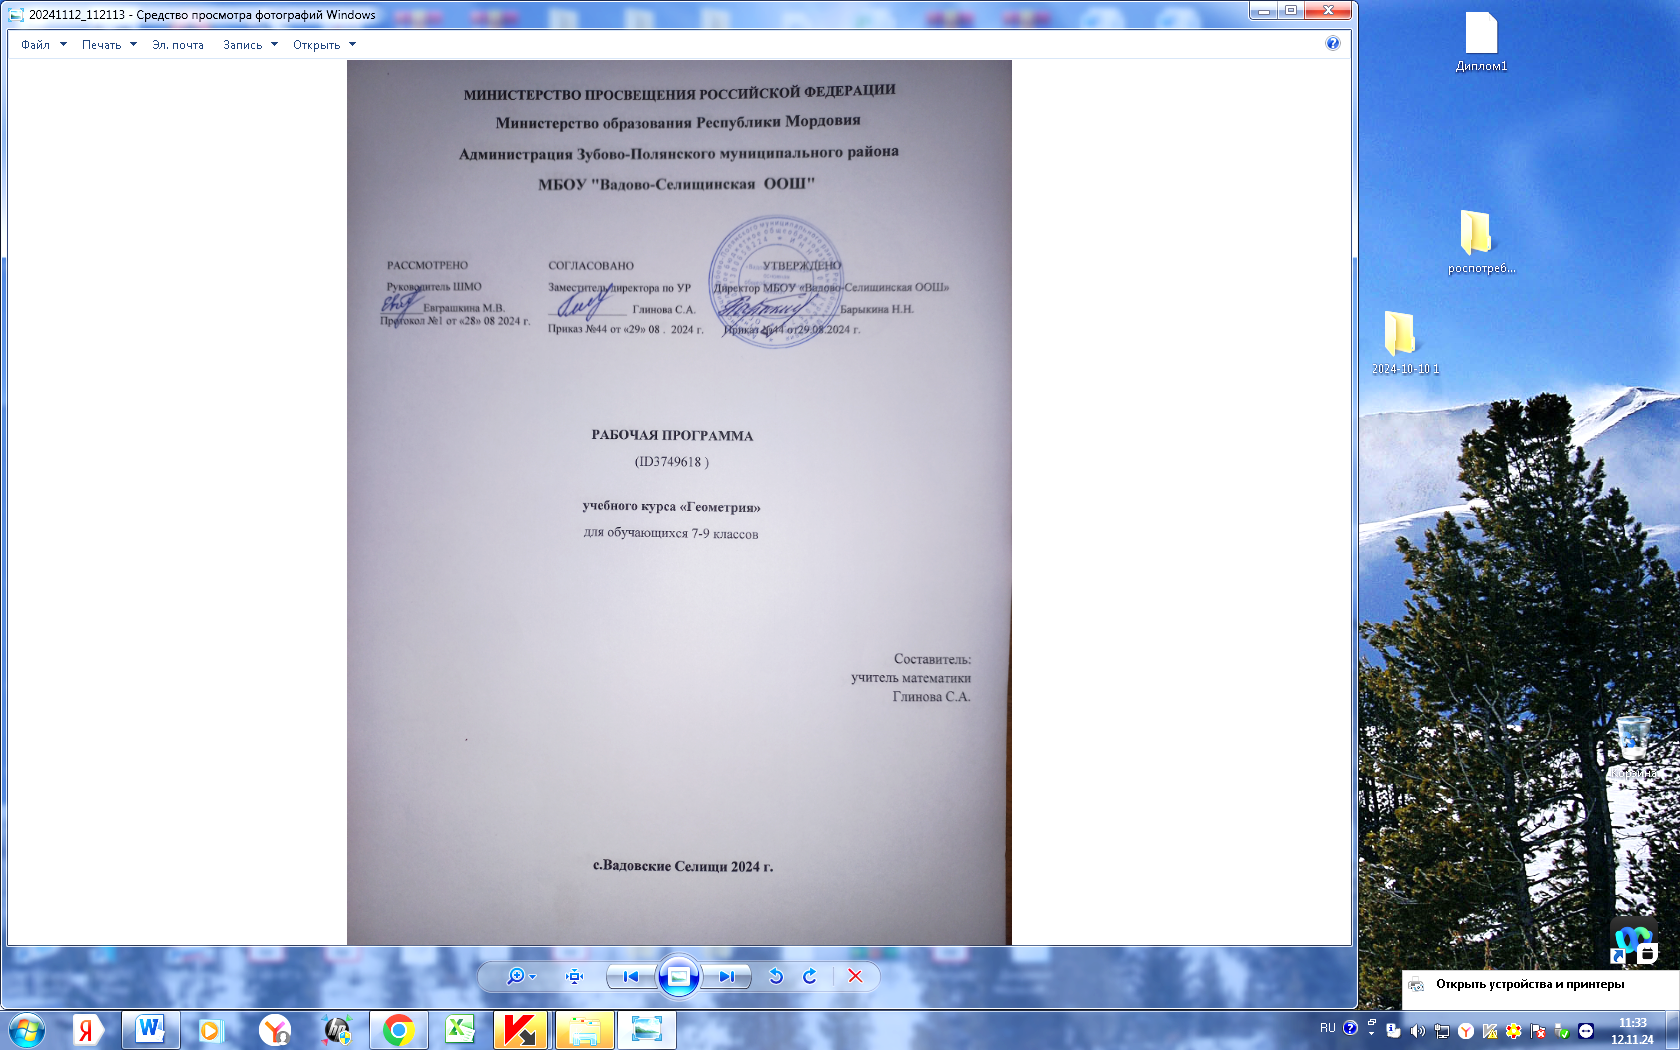 20241112_112113 - Средство просмотра фотографий Windows
Файл Печать Эл. почта Запись Открыть
МИНИСТЕРСТВО ПРОСВЕЩЕНИЯ РОССИЙСКОЙ ФЕДЕРАЦИИ
Министерство образования Республики Мордовия
Администрация Зубово-Полянского муниципального района
МБОУ "Вадово-Селищинская ООШ"
РАССМОТРЕНО СОГЛАСОВАНО УТВЕРЖДЕНО
Руководитель ШМО Заместитель директора по УР Директор МБОУ «Вадово-Селищинская ООШ»
Евграшкина М.В. Глинова С.А. Барыкина Н.Н.
Протокол №1 от «28» 08 2024 г. Приказ №44 от «29» 08 . 2024 г. Приказ №44 от29.08.2024 г.
РАБОЧАЯ ПРОГРАММА
(ID3749618 )
учебного курса «Геометрия»
для обучающихся 7-9 классов
Составитель:
учитель математики
Глинова С.А.
с.Вадовские Селищи 2024 г.
Диплом1
роспотреб...
2024-10-10 1
Корзина
Открыть устройства и принтеры
RU
11:33
12.11.24